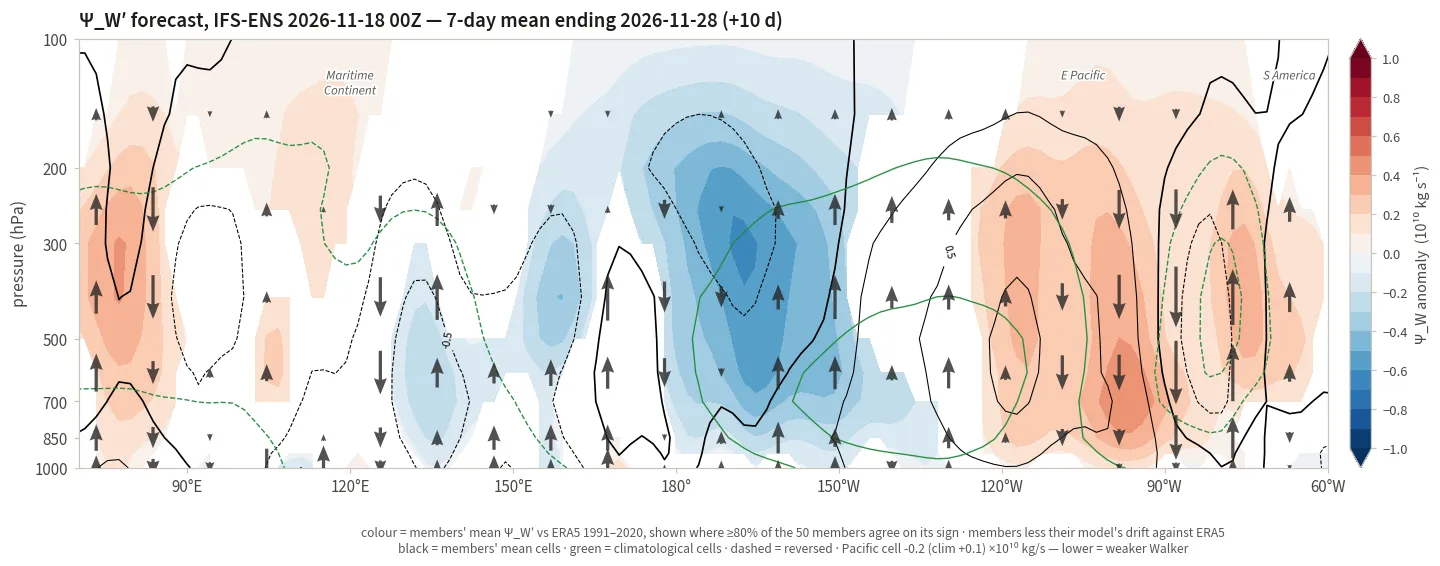 Ψ_W′ forecast, IFS-ENS 2026-11-18 00Z — 7-day mean ending 2026-11-28 (+10 d)
100
200
300
400
500
700
850
1000
pressure (hPa)
Maritime
Continent
E Pacific
S America
0.5
-0.5
90°E
120°E
150°E
180°
150°W
120°W
90°W
60°W
1.0
0.8
0.6
0.4
0.2
0.0
−0.2
−0.4
−0.6
−0.8
−1.0
Ψ_W anomaly (10¹⁰ kg s⁻¹)
colour = members' mean Ψ_W′ vs ERA5 1991–2020, shown where ≥80% of the 50 members agree on its sign · members less their model's drift against ERA5
black = members' mean cells · green = climatological cells · dashed = reversed · Pacific cell -0.2 (clim +0.1) ×10¹⁰ kg/s — lower = weaker Walker